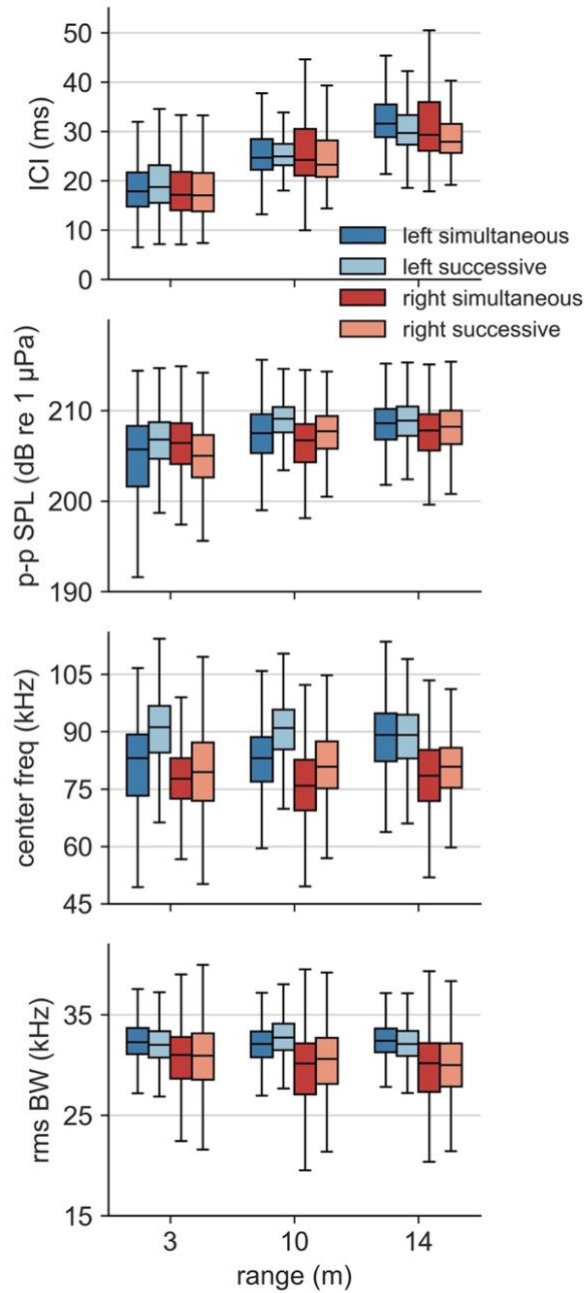 50
40
30
20
10
0
ICI (ms)
left simultaneous
left successive
right simultaneous
right successive
210
200
190
p-p SPL (dB re 1 μPa)
105
90
75
60
45
center freq (kHz)
35
25
15
rms BW (kHz)
3 10 14
range (m)